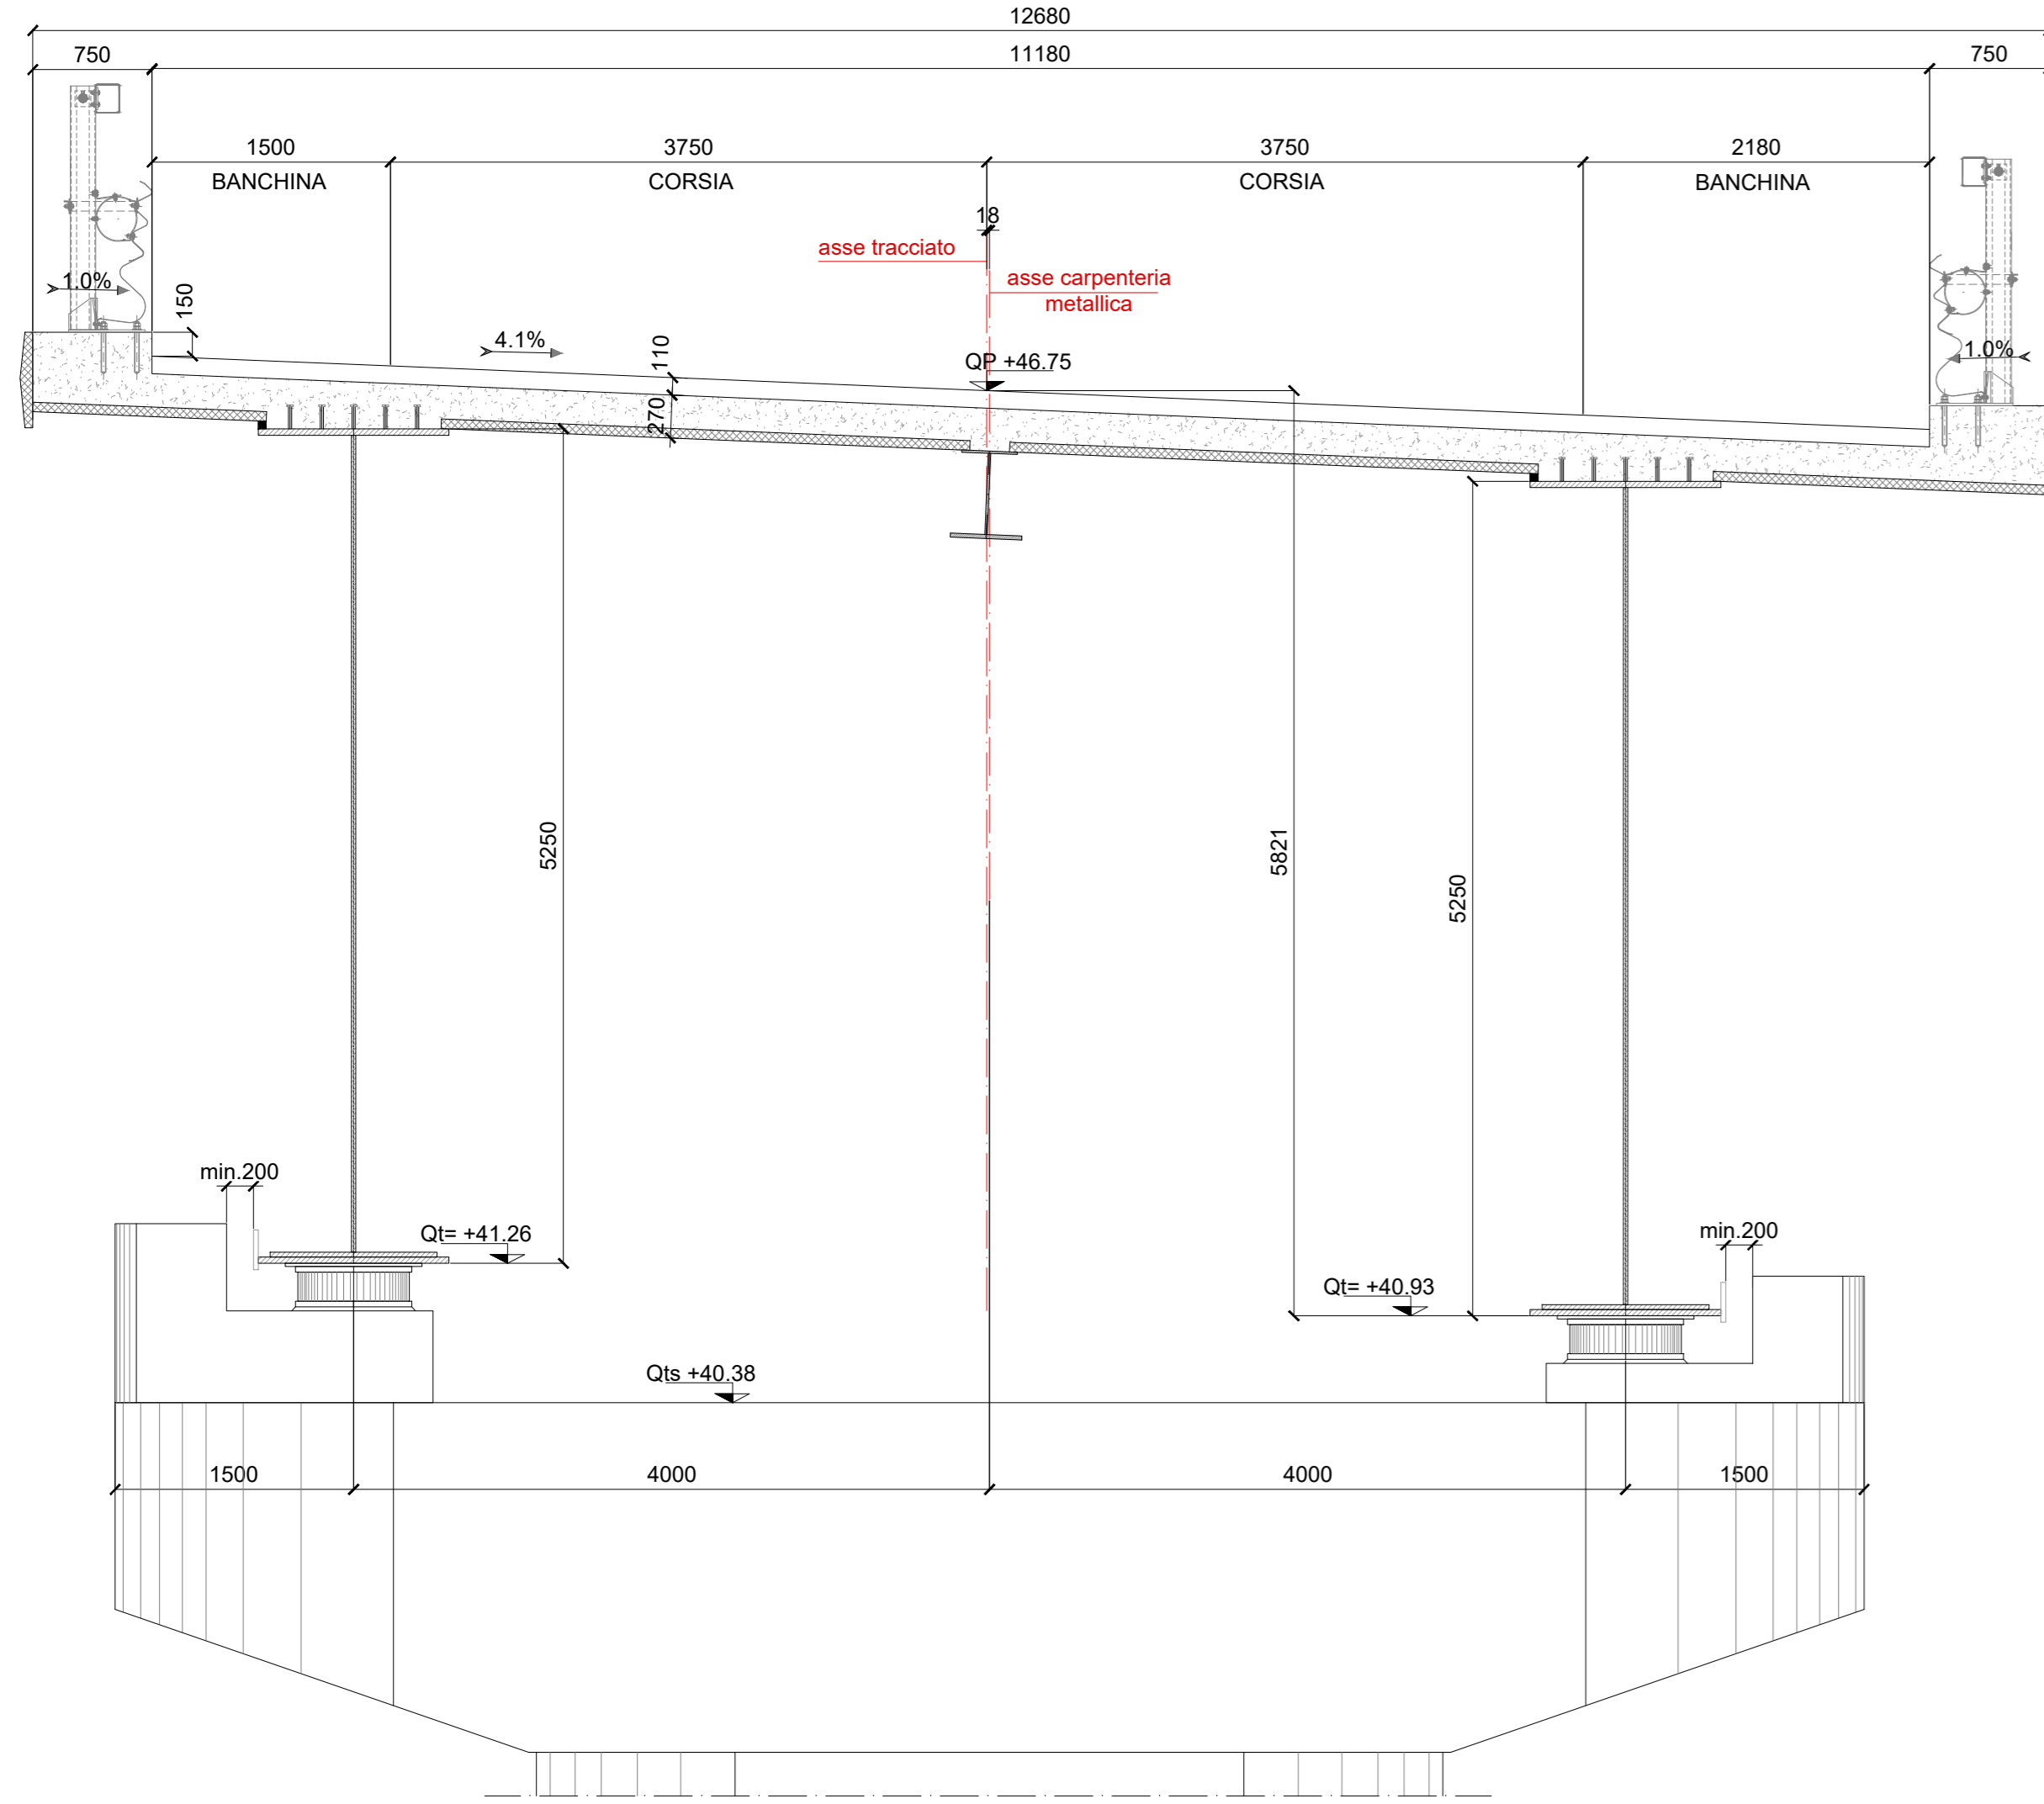 12680
750
11180
750
1500
3750
3750
2180
BANCHINA
CORSIA
CORSIA
BANCHINA
18
asse tracciato
asse carpenteria
metallica
1.0%
150
4.1%
110
QP +46.75
1.0%
270
5250
5821
5250
min.200
Qt= +41.26
min.200
Qt= +40.93
Qts +40.38
1500
4000
4000
1500